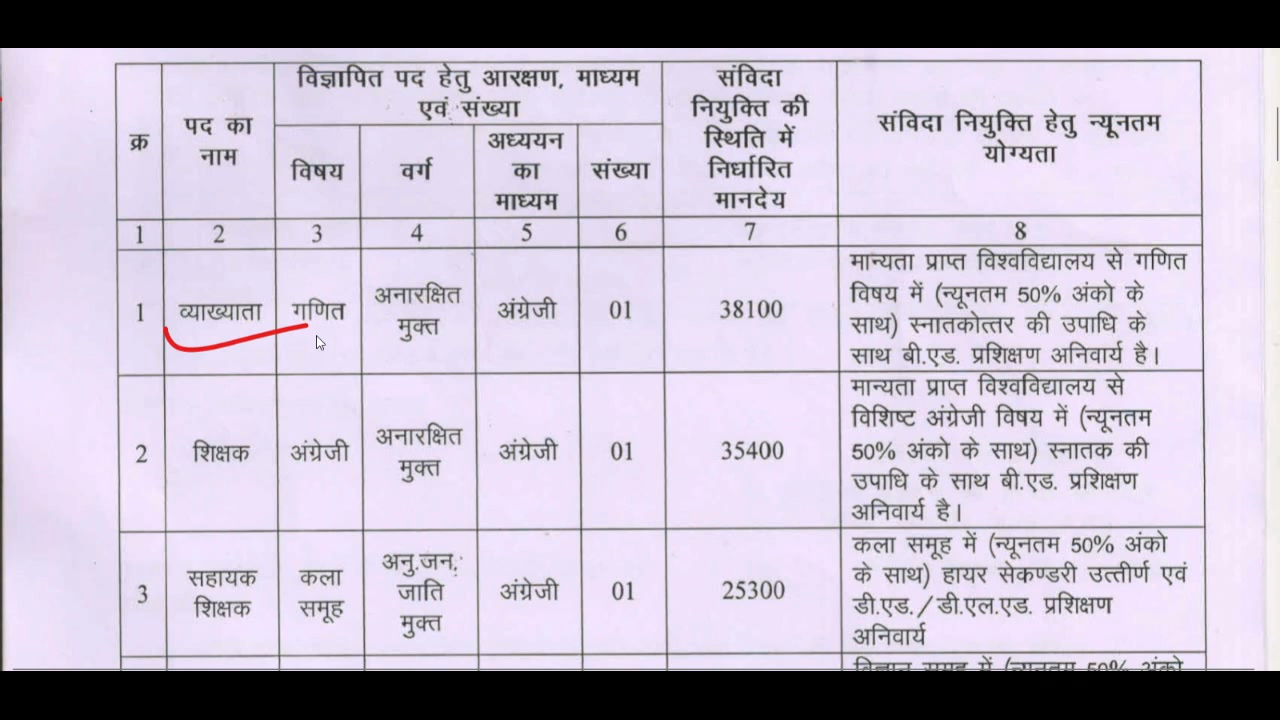 क्र
पद का
नाम
विज्ञापित पद हेतु आरक्षण, माध्यम
एवं संख्या
विषय
वर्ग
अध्ययन
का
माध्यम
संख्या
संविदा
नियुक्ति की
स्थिति में
निर्धारित
मानदेय
संविदा नियुक्ति हेतु न्यूनतम
योग्यता
1 2 3 4 5 6 7 8
1
व्याख्याता
गणित
अनारक्षित
मुक्त
अंग्रेजी
01
38100
मान्यता प्राप्त विश्वविद्यालय से गणित
विषय में (न्यूनतम 50% अंको के
साथ) स्नातकोत्तर की उपाधि के
साथ बी.एड. प्रशिक्षण अनिवार्य है।
2
शिक्षक
अंग्रेजी
अनारक्षित
मुक्त
अंग्रेजी
01
35400
मान्यता प्राप्त विश्वविद्यालय से
विशिष्ट अंग्रेजी विषय में (न्यूनतम
50% अंको के साथ) स्नातक की
उपाधि के साथ बी.एड. प्रशिक्षण
अनिवार्य है।
3
सहायक
शिक्षक
कला
समूह
अनु.जन.
जाति
मुक्त
अंग्रेजी
01
25300
कला समूह में (न्यूनतम 50% अंको
के साथ) हायर सेकण्डरी उत्तीर्ण एवं
डी.एड./डी.एल.एड. प्रशिक्षण
अनिवार्य
विज्ञान समूह में (न्यूनतम 50% अंको